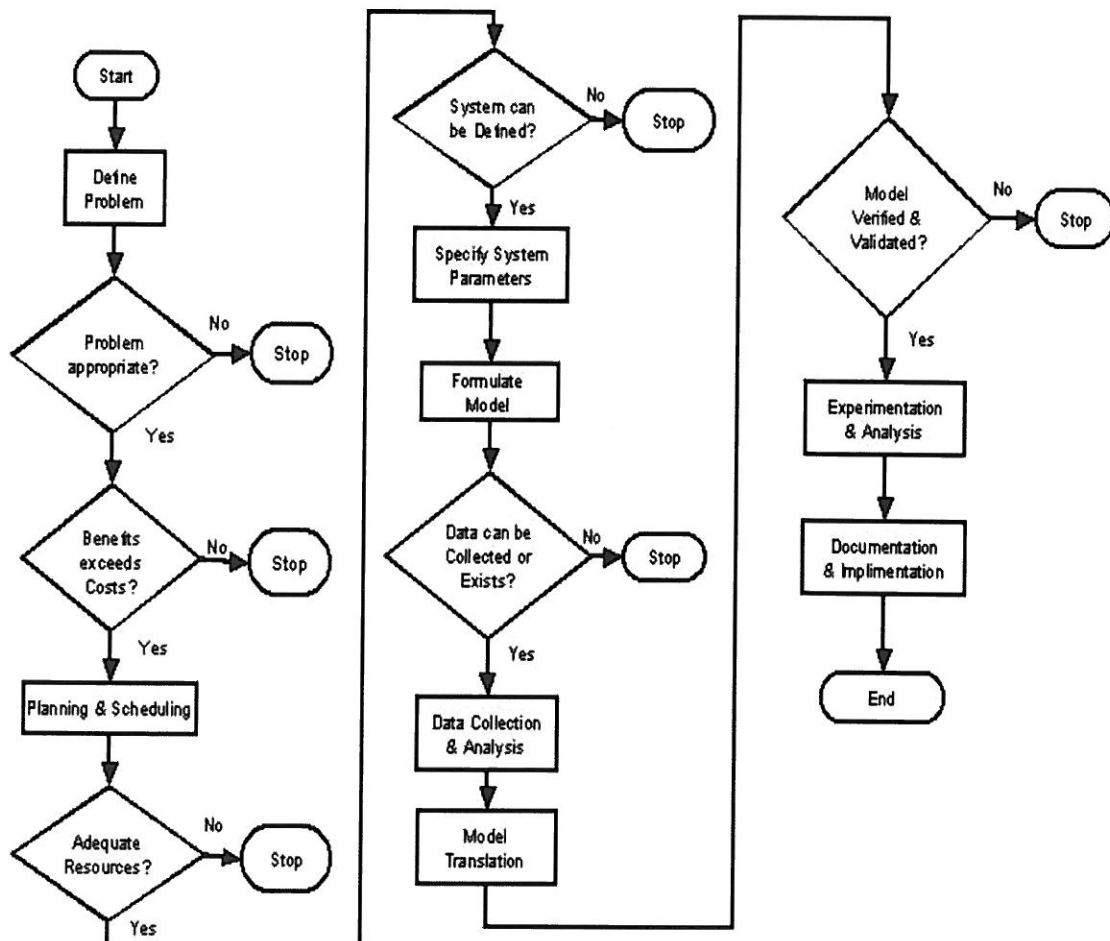 Start
Define
Problem
Problem
appropriate?
No
Stop
Yes
Benefits
exceeds
Costs?
No
Stop
Yes
Planning & Scheduling
Adequate
Resources?
No
Stop
Yes
System can
be Defined?
No
Stop
Yes
Specify System
Parameters
Formulate
Model
Data can be
Collected or
Exists?
No
Stop
Yes
Data Collection
& Analysis
Model
Translation
Model
Verified &
Validated?
No
Stop
Yes
Experimentation
& Analysis
Documentation
& Implimentation
End